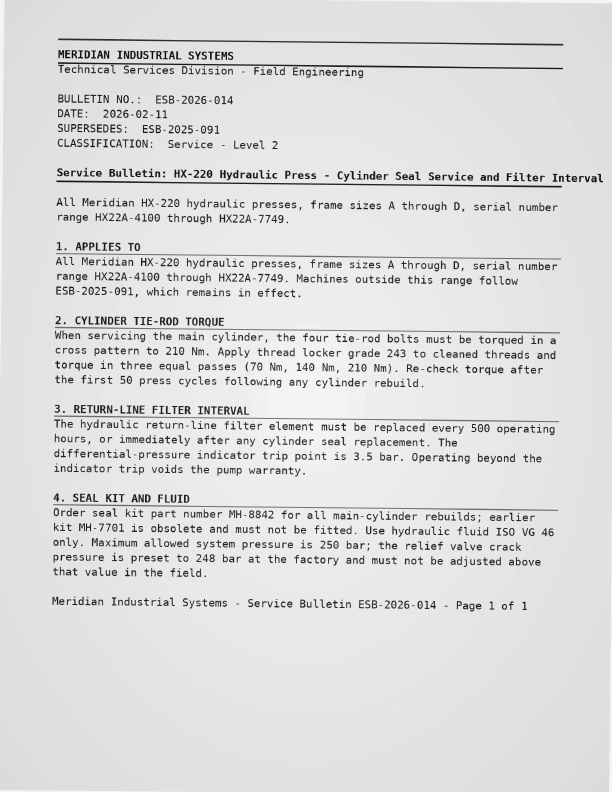 MERIDIAN INDUSTRIAL SYSTEMS
Technical Services Division - Field Engineering
BULLETIN NO.: ESB-2026-014
DATE: 2026-02-11
SUPERSEDES: ESB-2025-091
CLASSIFICATION: Service - Level 2
Service Bulletin: HX-220 Hydraulic Press - Cylinder Seal Service and Filter Interval
All Meridian HX-220 hydraulic presses, frame sizes A through D, serial number
range HX22A-4100 through HX22A-7749.
1. APPLIES TO
All Meridian HX-220 hydraulic presses, frame sizes A through D, serial number
range HX22A-4100 through HX22A-7749. Machines outside this range follow
ESB-2025-091, which remains in effect.
2. CYLINDER TIE-ROD TORQUE
When servicing the main cylinder, the four tie-rod bolts must be torqued in a
cross pattern to 210 Nm. Apply thread locker grade 243 to cleaned threads and
torque in three equal passes (70 Nm, 140 Nm, 210 Nm). Re-check torque after
the first 50 press cycles following any cylinder rebuild.
3. RETURN-LINE FILTER INTERVAL
The hydraulic return-line filter element must be replaced every 500 operating
hours, or immediately after any cylinder seal replacement. The
differential-pressure indicator trip point is 3.5 bar. Operating beyond the
indicator trip voids the pump warranty.
4. SEAL KIT AND FLUID
Order seal kit part number MH-8842 for all main-cylinder rebuilds; earlier
kit MH-7701 is obsolete and must not be fitted. Use hydraulic fluid ISO VG 46
only. Maximum allowed system pressure is 250 bar; the relief valve crack
pressure is preset to 248 bar at the factory and must not be adjusted above
that value in the field.
Meridian Industrial Systems - Service Bulletin ESB-2026-014 - Page 1 of 1